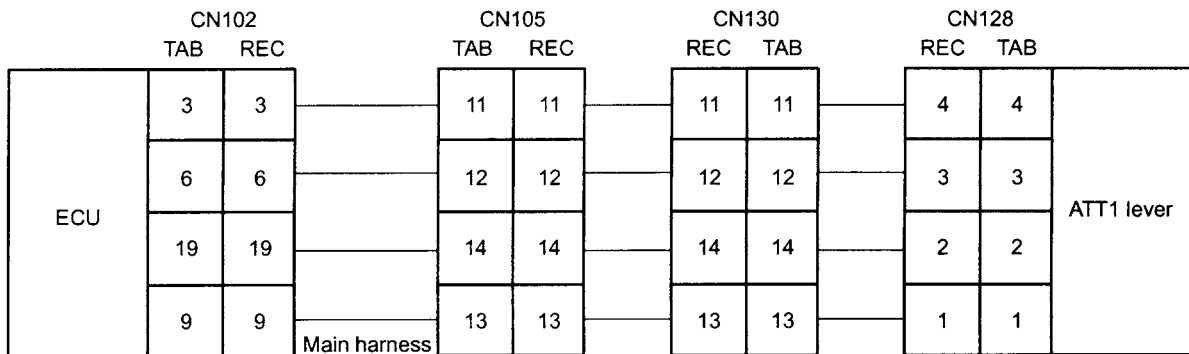 CN102 CN105 CN130 CN128
TAB REC TAB REC REC TAB REC TAB
3 3 11 11 11 11 4 4
6 6 12 12 12 12 3 3
ECU ATT1 lever
19 19 14 14 14 14 2 2
9 9 13 13 13 13 1 1
Main harness